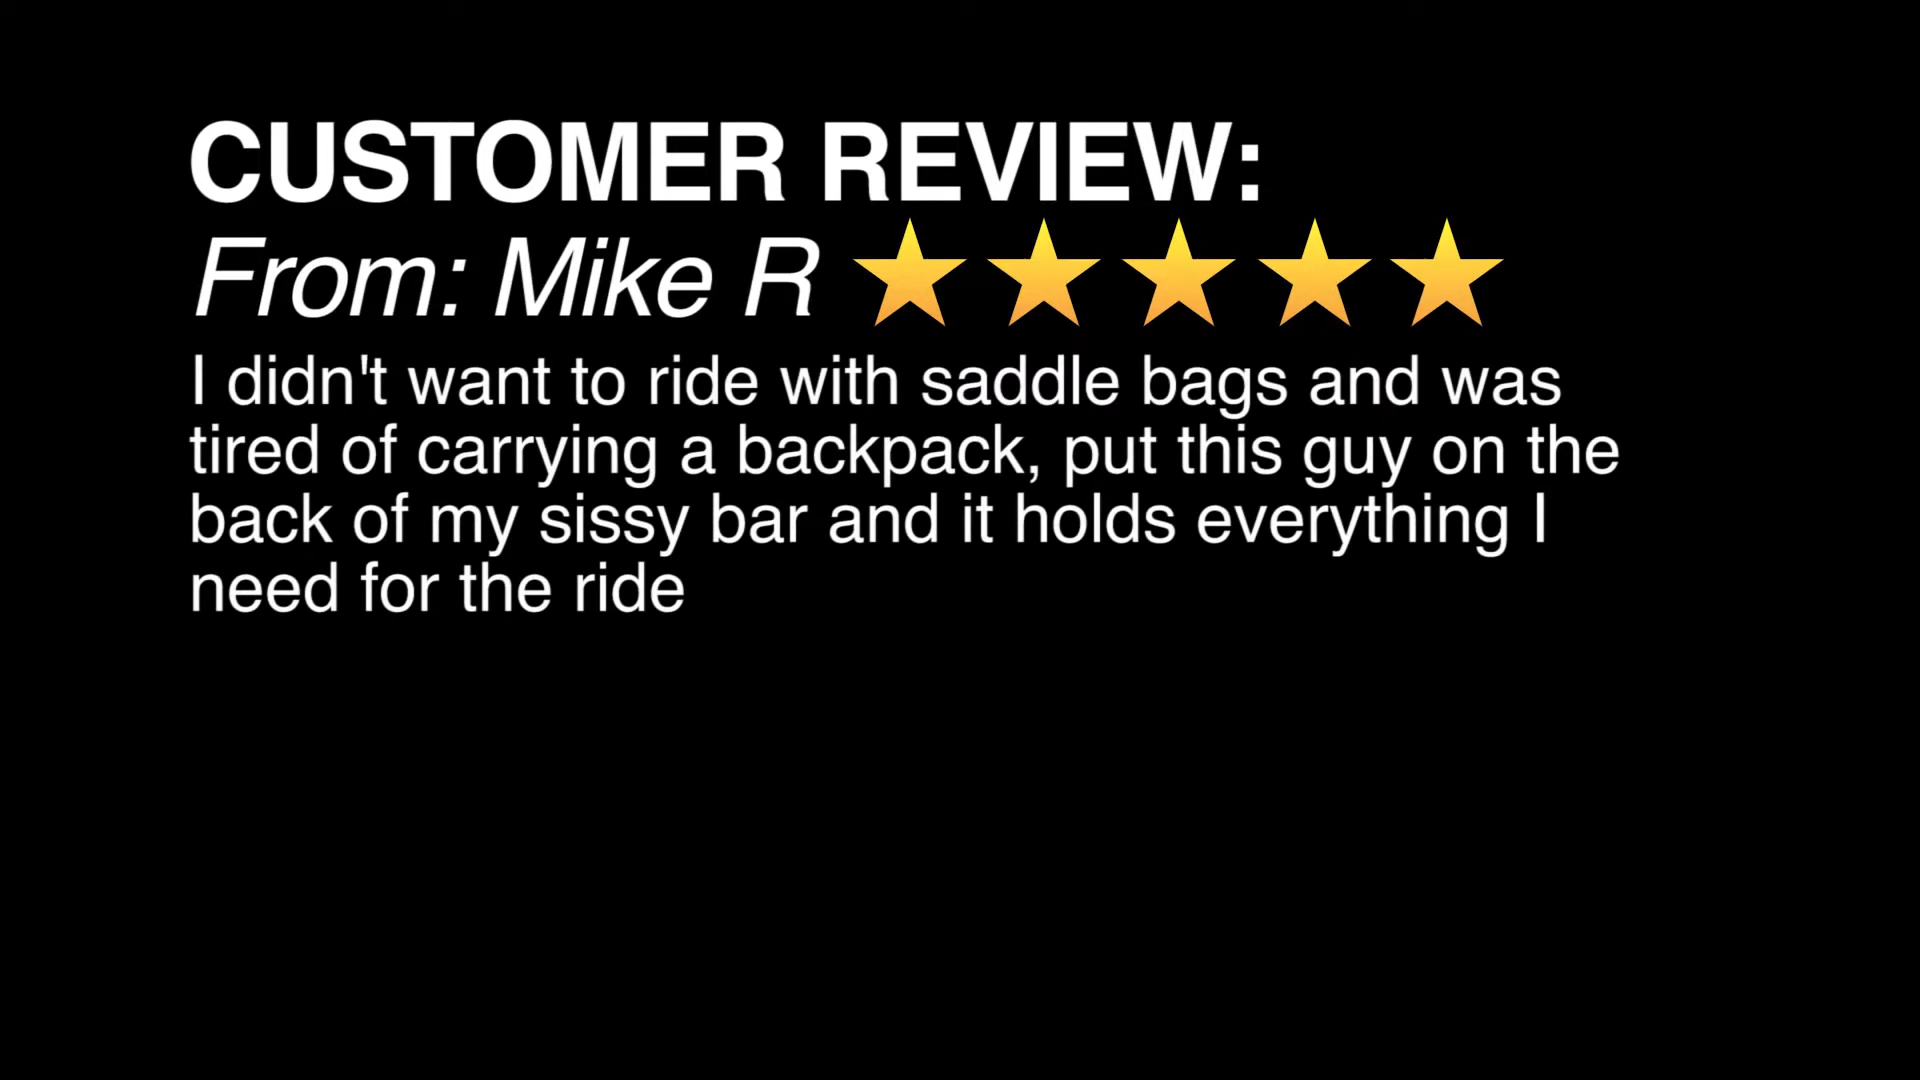 CUSTOMER REVIEW:
From: Mike R ⭐⭐⭐⭐⭐
I didn't want to ride with saddle bags and was
tired of carrying a backpack, put this guy on the
back of my sissy bar and it holds everything I
need for the ride